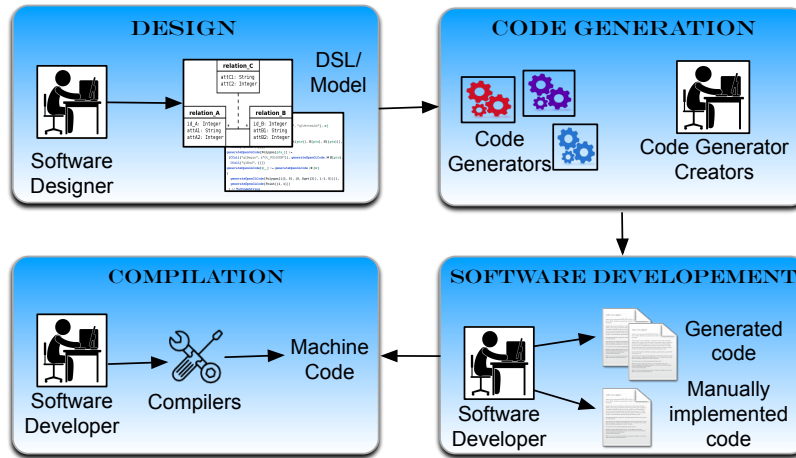 DESIGN
DSL/
Model
relation_C
attC1: String
attC2: Integer
relation_A
id_A: Integer
attA1: String
attA2: Integer
relation_B
id_B: Integer
attB1: String
attB2: Integer
Software
Designer
CODE GENERATION
Code
Generators
Code Generator
Creators
COMPILATION
Software
Developer
Compilers
Machine
Code
SOFTWARE DEVELOPEMENT
Software
Developer
Generated
code
Manually
implemented
code